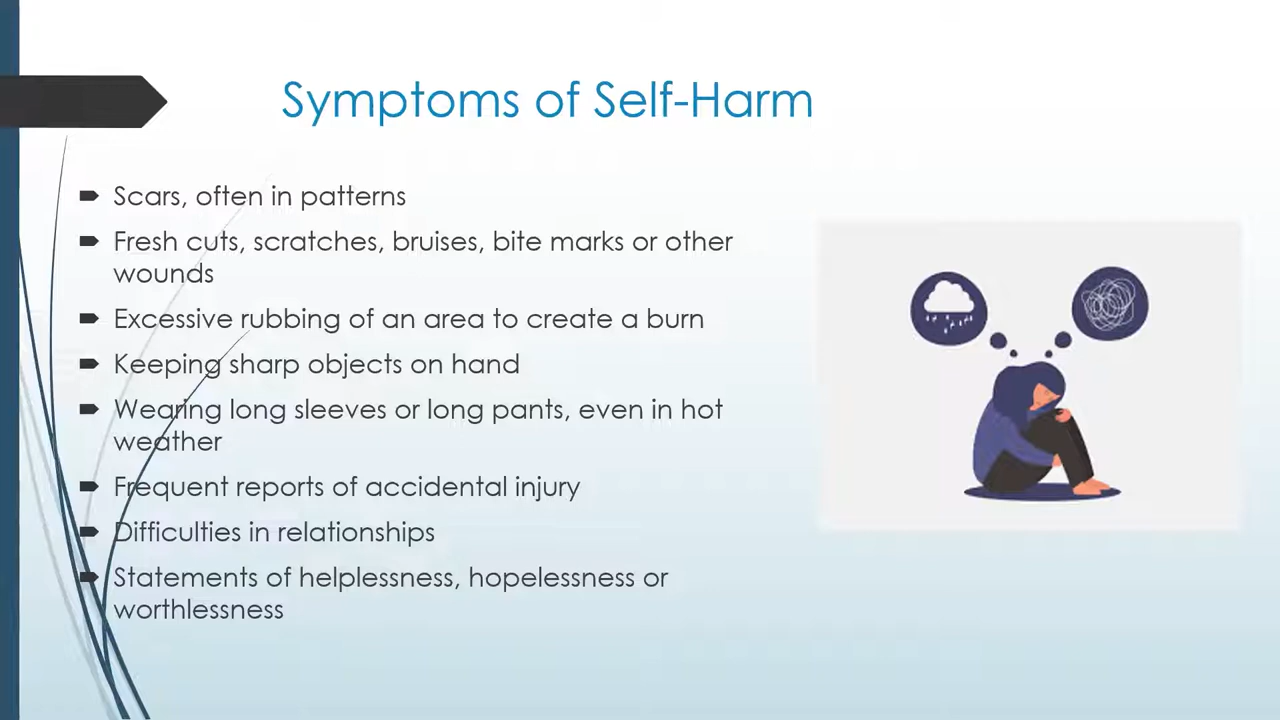 Symptoms of Self-Harm
Scars, often in patterns
Fresh cuts, scratches, bruises, bite marks or other
wounds
Excessive rubbing of an area to create a burn
Keeping sharp objects on hand
Wearing long sleeves or long pants, even in hot
weather
Frequent reports of accidental injury
Difficulties in relationships
Statements of helplessness, hopelessness or
worthlessness